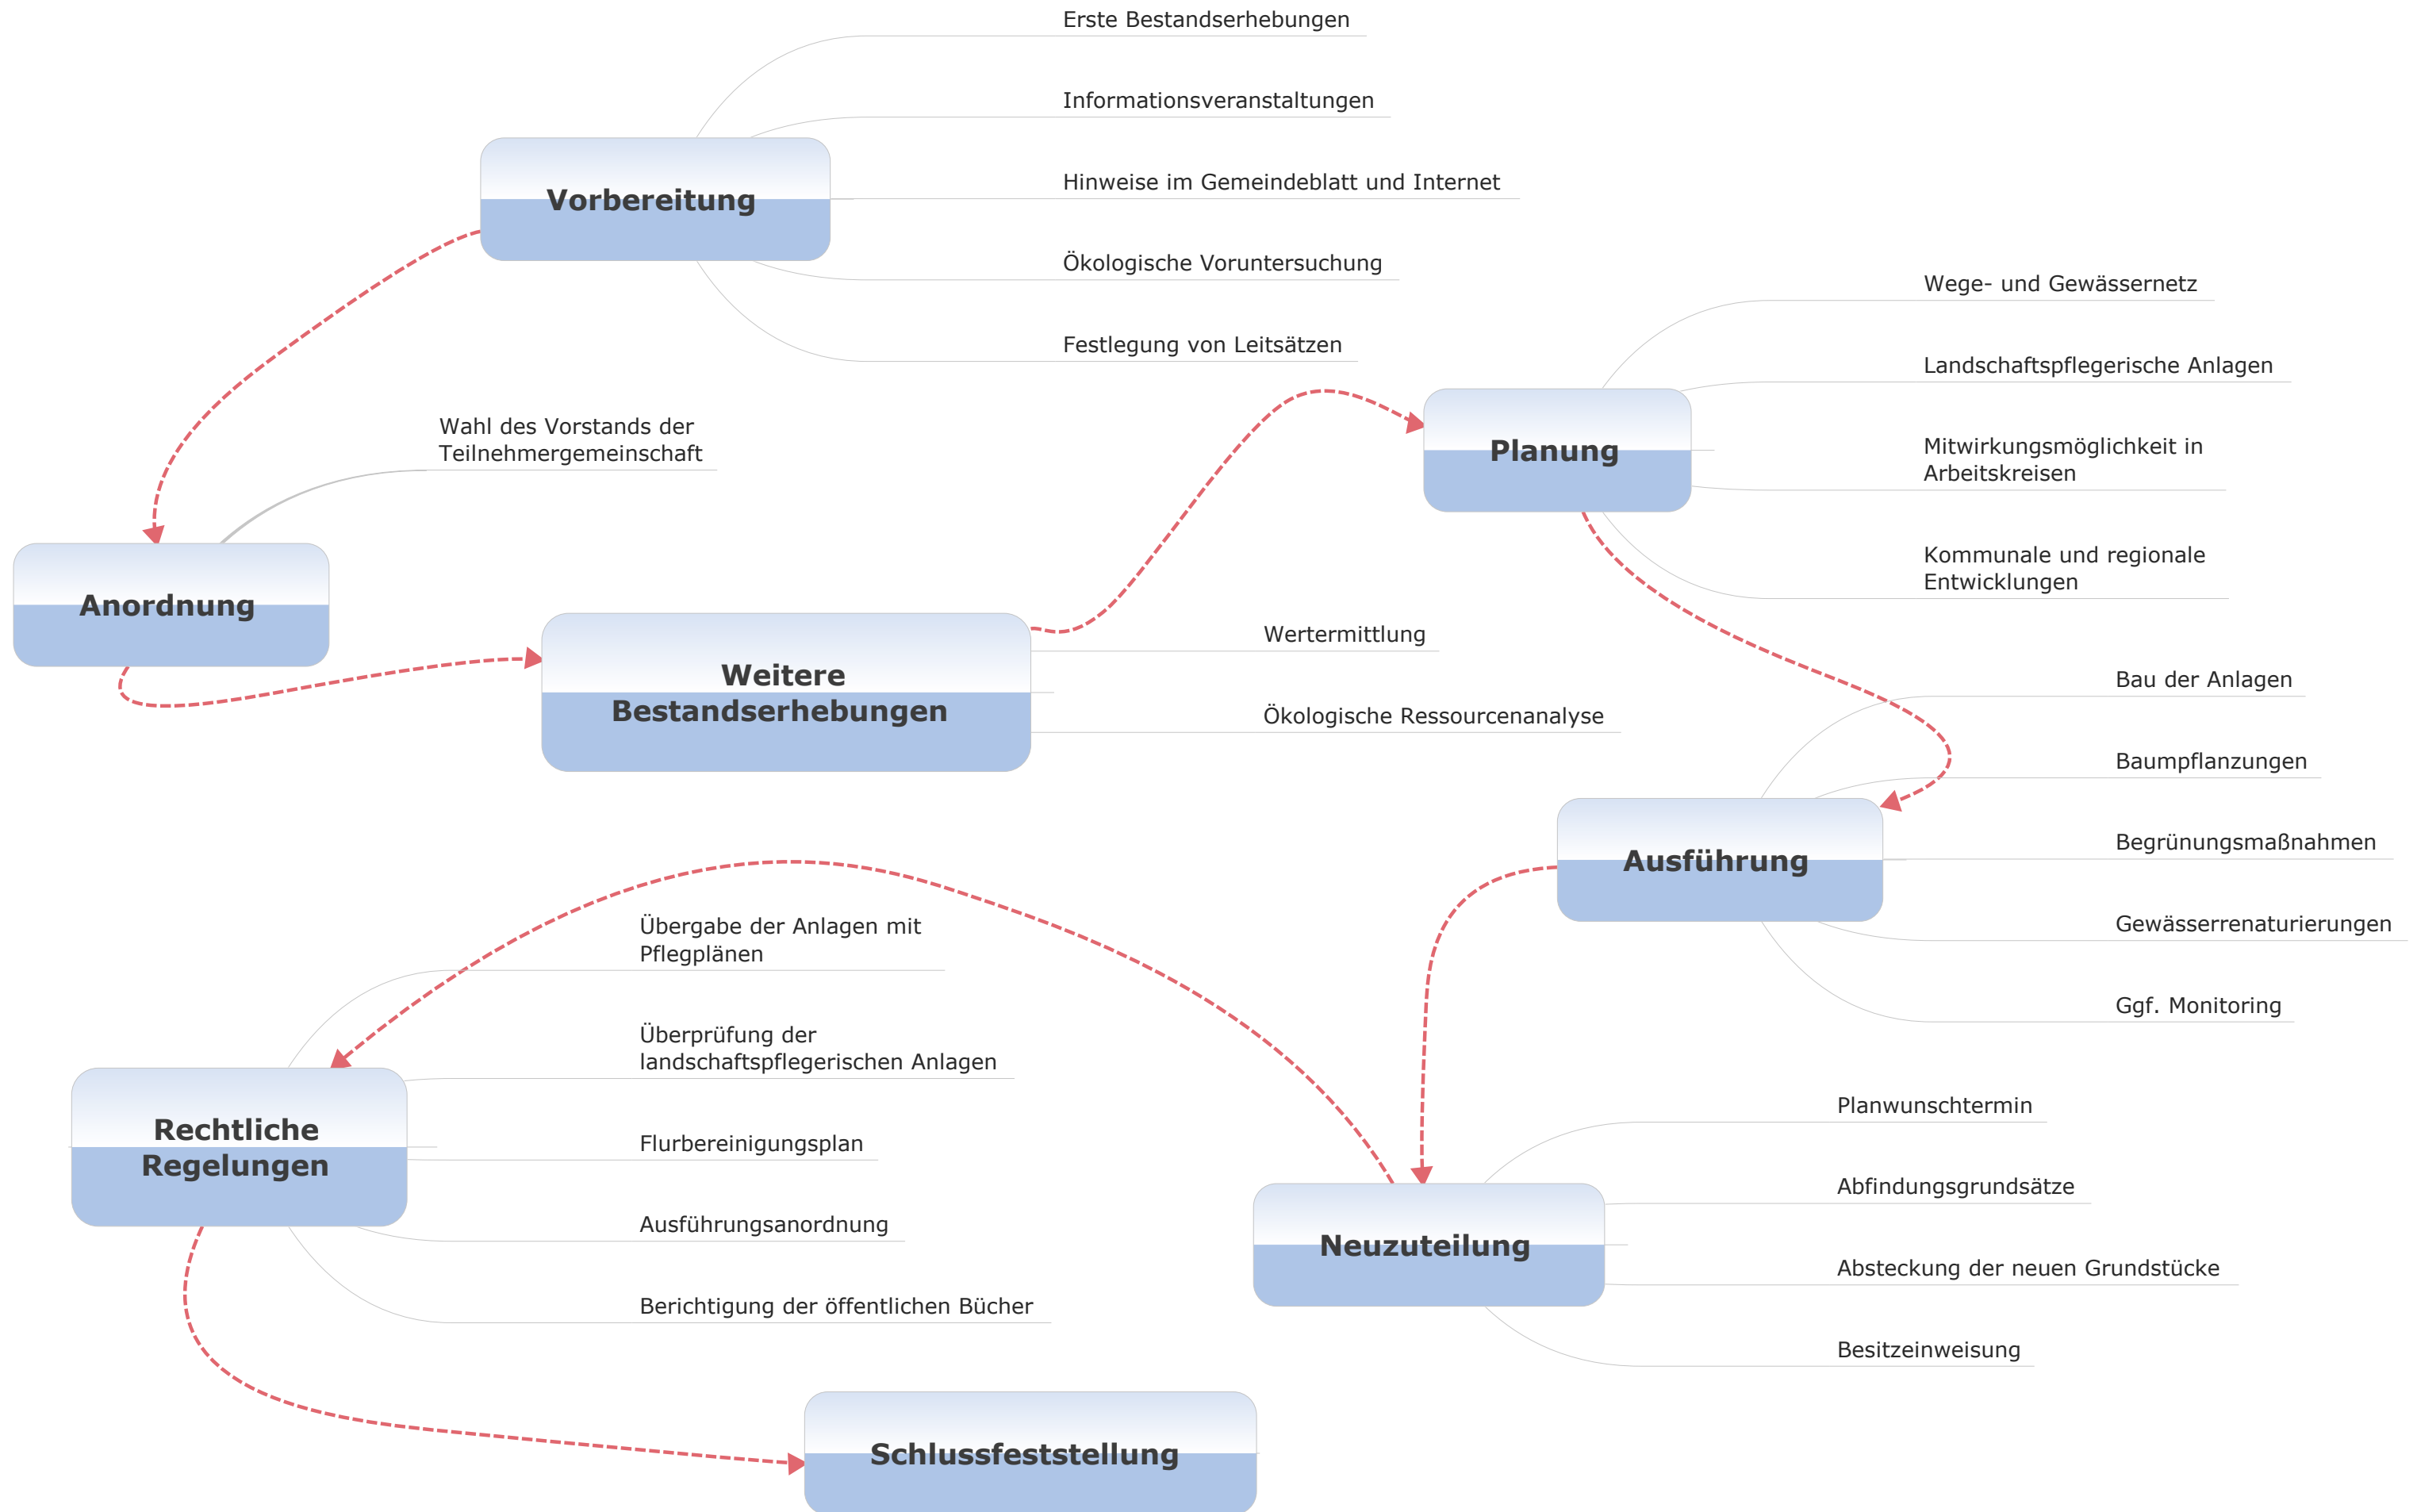 Erste Bestandserhebungen
Informationsveranstaltungen
Vorbereitung
Hinweise im Gemeindeblatt und Internet
Ökologische Voruntersuchung
Festlegung von Leitsätzen
Wahl des Vorstands der
Teilnehmergemeinschaft
Anordnung
Weitere
Bestandserhebungen
Wertermittlung
Ökologische Ressourcenanalyse
Wege- und Gewässernetz
Landschaftspflegerische Anlagen
Planung
Mitwirkungsmöglichkeit in
Arbeitskreisen
Kommunale und regionale
Entwicklungen
Bau der Anlagen
Baumpflanzungen
Ausführung
Begrünungsmaßnahmen
Gewässerrenaturierungen
Ggf. Monitoring
Planwunschtermin
Abfindungsgrundsätze
Neuzuteilung
Absteckung der neuen Grundstücke
Besitzeinweisung
Übergabe der Anlagen mit
Pflegplänen
Überprüfung der
landschaftspflegerischen Anlagen
Rechtliche
Regelungen
Flurbereinigungsplan
Ausführungsanordnung
Berichtigung der öffentlichen Bücher
Schlussfeststellung